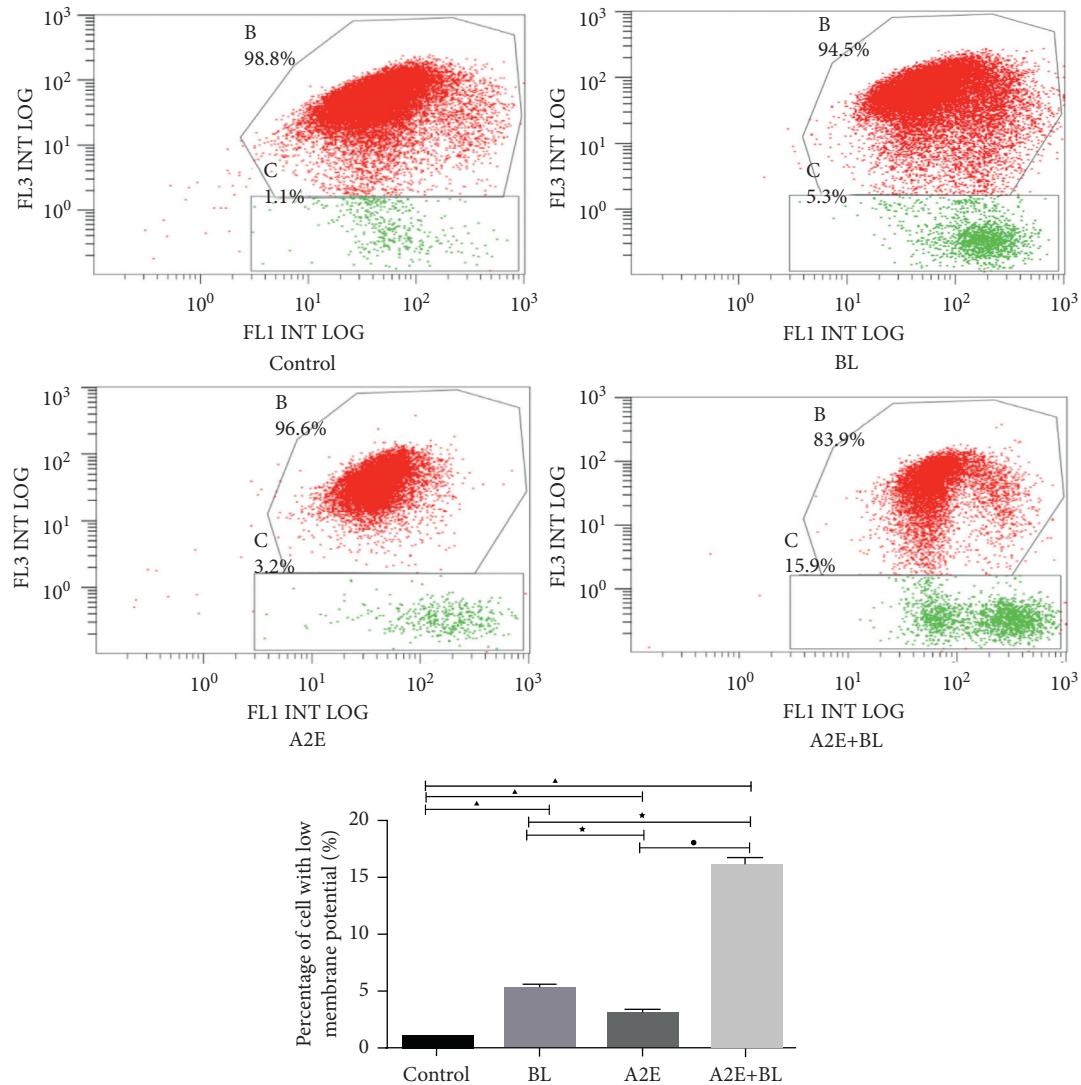 10³
10²
10¹
10⁰
FL3 INT LOG
B
98.8%
C
1.1%
10⁰ 10¹ 10² 10³
FL1 INT LOG
Control
10³
10²
10¹
10⁰
FL3 INT LOG
B
94.5%
C
5.3%
10⁰ 10¹ 10² 10³
FL1 INT LOG
BL
10³
10²
10¹
10⁰
FL3 INT LOG
B
96.6%
C
3.2%
10⁰ 10¹ 10² 10³
FL1 INT LOG
A2E
10³
10²
10¹
10⁰
FL3 INT LOG
B
83.9%
C
15.9%
10⁰ 10¹ 10² 10³
FL1 INT LOG
A2E+BL
Percentage of cell with low
membrane potential (%)
20
15
10
5
0
Control BL A2E A2E+BL